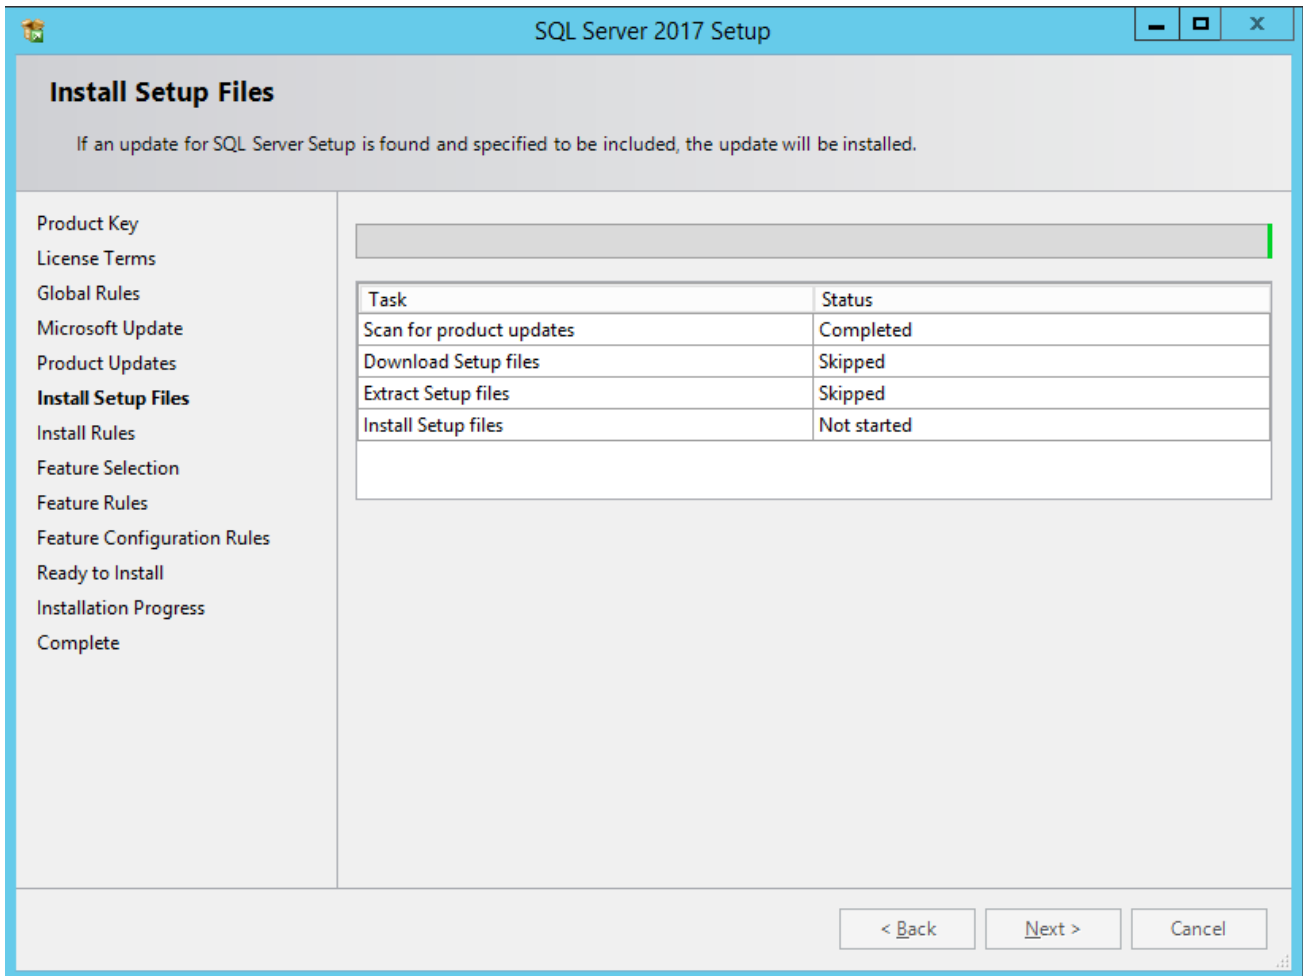 SQL Server 2017 Setup
Install Setup Files
If an update for SQL Server Setup is found and specified to be included, the update will be installed.
Product Key
License Terms
Global Rules
Microsoft Update
Product Updates
Install Setup Files
Install Rules
Feature Selection
Feature Rules
Feature Configuration Rules
Ready to Install
Installation Progress
Complete
Task Status
Scan for product updates Completed
Download Setup files Skipped
Extract Setup files Skipped
Install Setup files Not started
< Back Next > Cancel